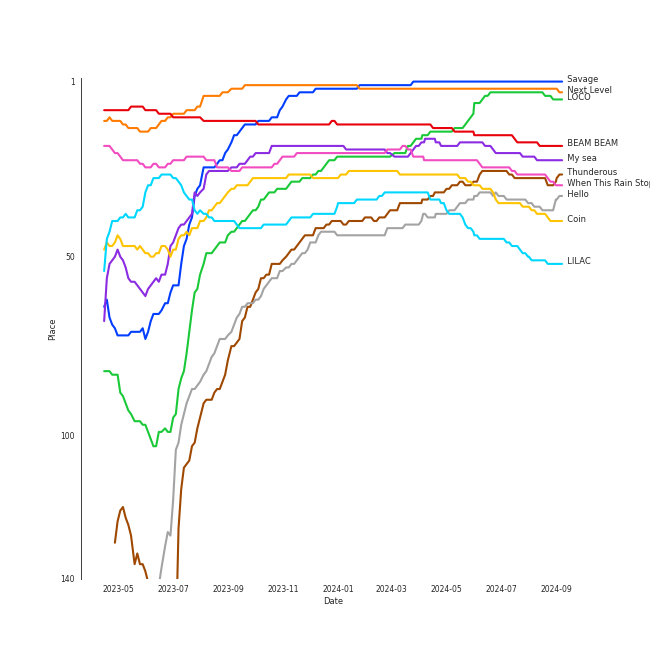 1
50
100
140
Place
2023-05
2023-07
2023-09
2023-11
2024-01
2024-03
2024-05
2024-07
2024-09
Date
Savage
Next Level
LOCO
BEAM BEAM
My sea
Thunderous
When This Rain Stop
Hello
Coin
LILAC